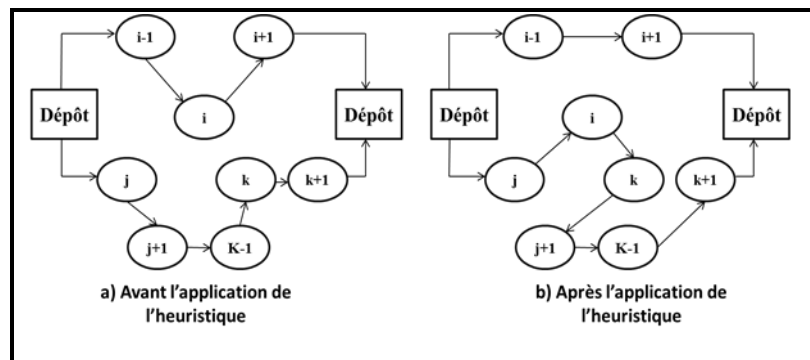 i-1
i+1
Dépôt
i
Dépôt
j
k
k+1
j+1
K-1
a) Avant l'application de
l'heuristique
i-1
i+1
Dépôt
i
Dépôt
j
k
k+1
j+1
K-1
b) Après l'application de
l'heuristique